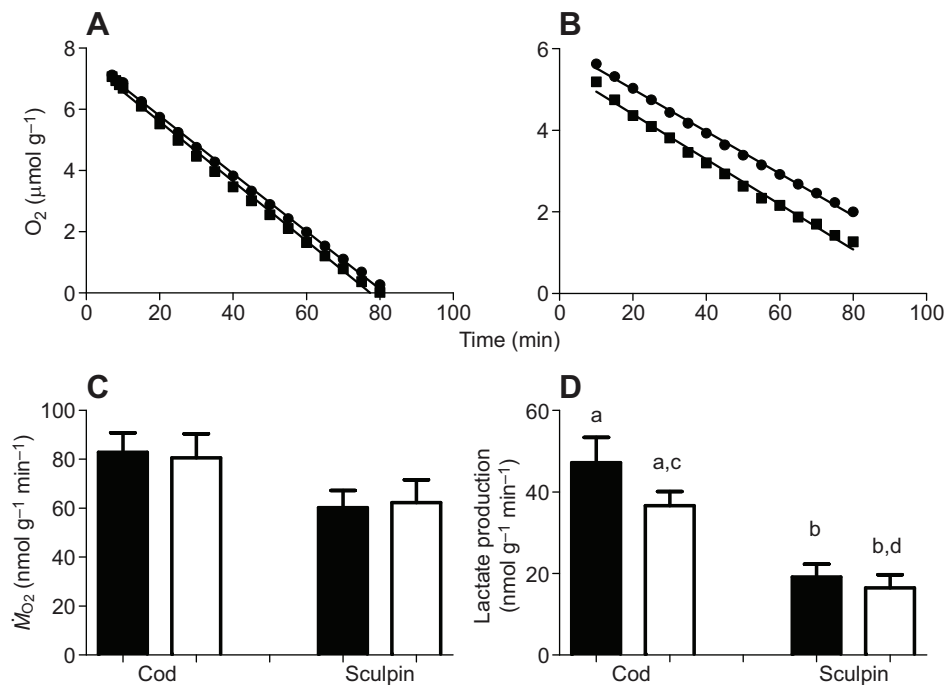 A
B
8
6
4
2
0
O2 (μmol g−1)
6
4
2
0
0 20 40 60 80 100
0 20 40 60 80 100
Time (min)
C
D
100
80
60
40
20
0
ṀO2 (nmol g−1 min−1)
Cod Sculpin
60
40
20
0
Lactate production
(nmol g−1 min−1)
a
a,c
b
b,d
Cod Sculpin